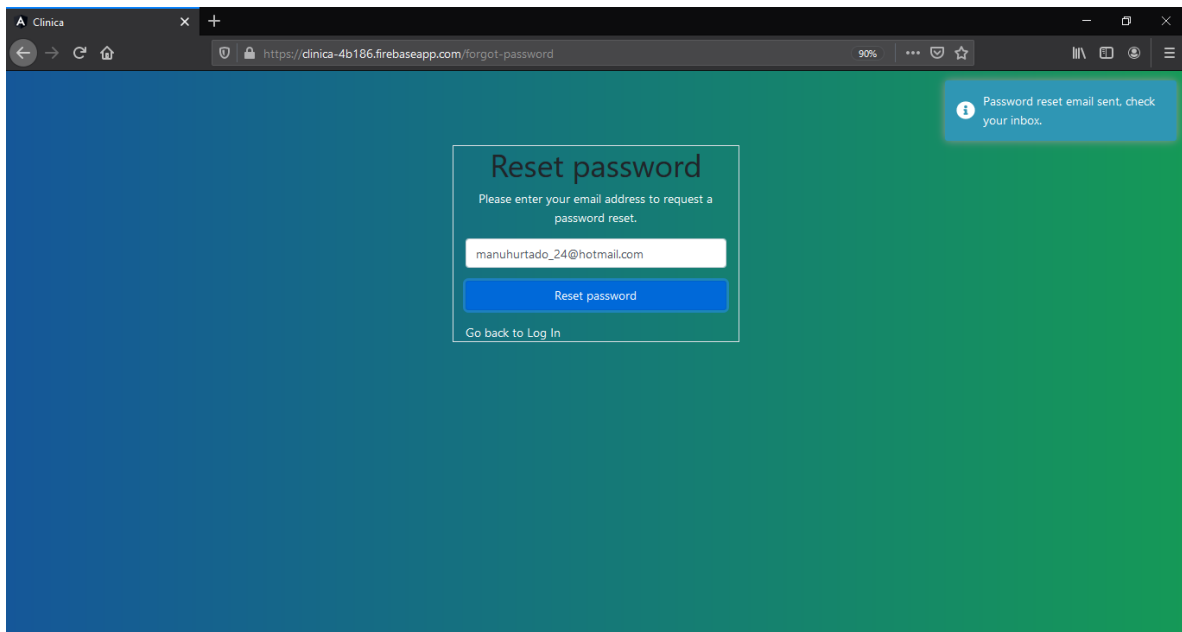 Clinica
https://clinica-4b186.firebaseapp.com/forgot-password
90%
Password reset email sent, check
your inbox.
Reset password
Please enter your email address to request a
password reset.
manuhurtado_24@hotmail.com
Reset password
Go back to Log In